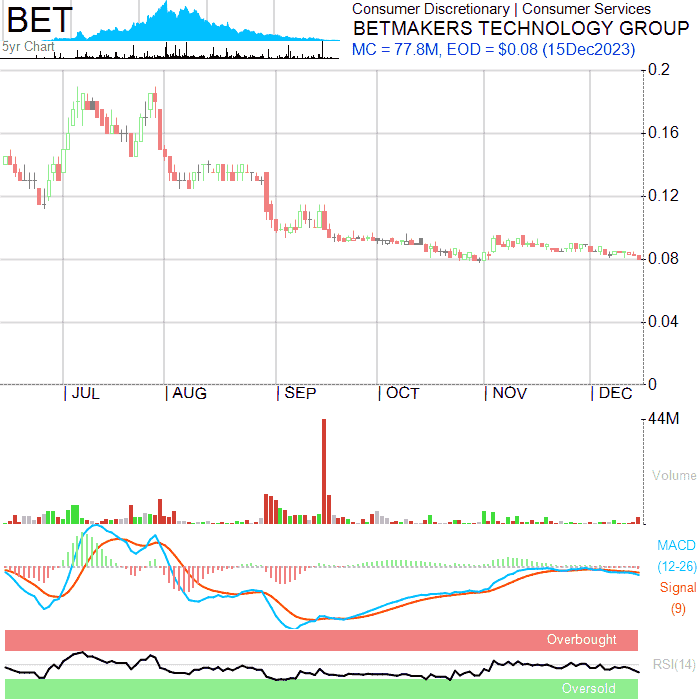 BET
5yr Chart
Consumer Discretionary | Consumer Services
BETMAKERS TECHNOLOGY GROUP
MC = 77.8M, EOD = $0.08 (15Dec2023)
0.2
0.16
0.12
0.08
0.04
0
JUL AUG SEP OCT NOV DEC
44M
Volume
MACD
(12-26)
Signal
(9)
Overbought
RSI(14)
Oversold